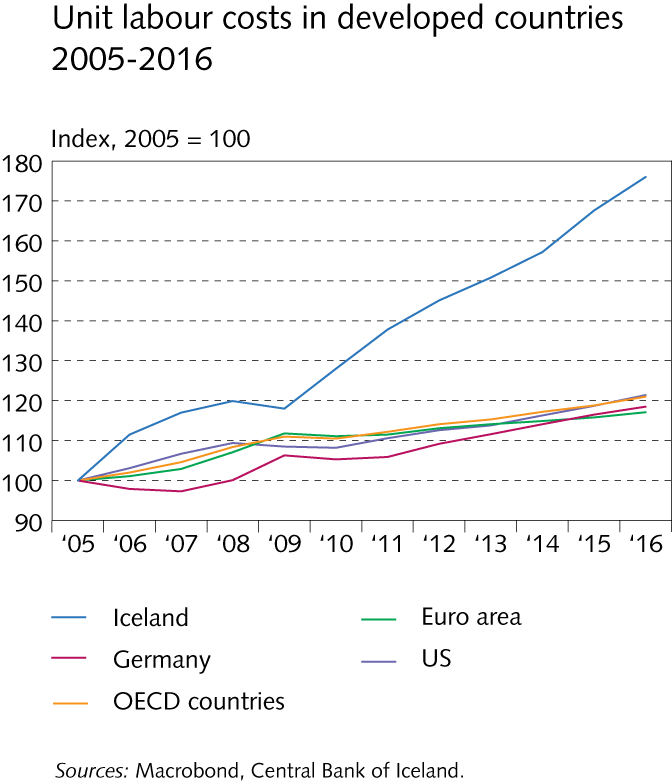 Unit labour costs in developed countries
2005-2016
Index, 2005 = 100
180
170
160
150
140
130
120
110
100
90
‘05 ‘06 ‘07 ‘08 ‘09 ‘10 ‘11 ‘12 ‘13 ‘14 ‘15 ‘16
Iceland
Germany
OECD countries
Euro area
US
Sources: Macrobond, Central Bank of Iceland.